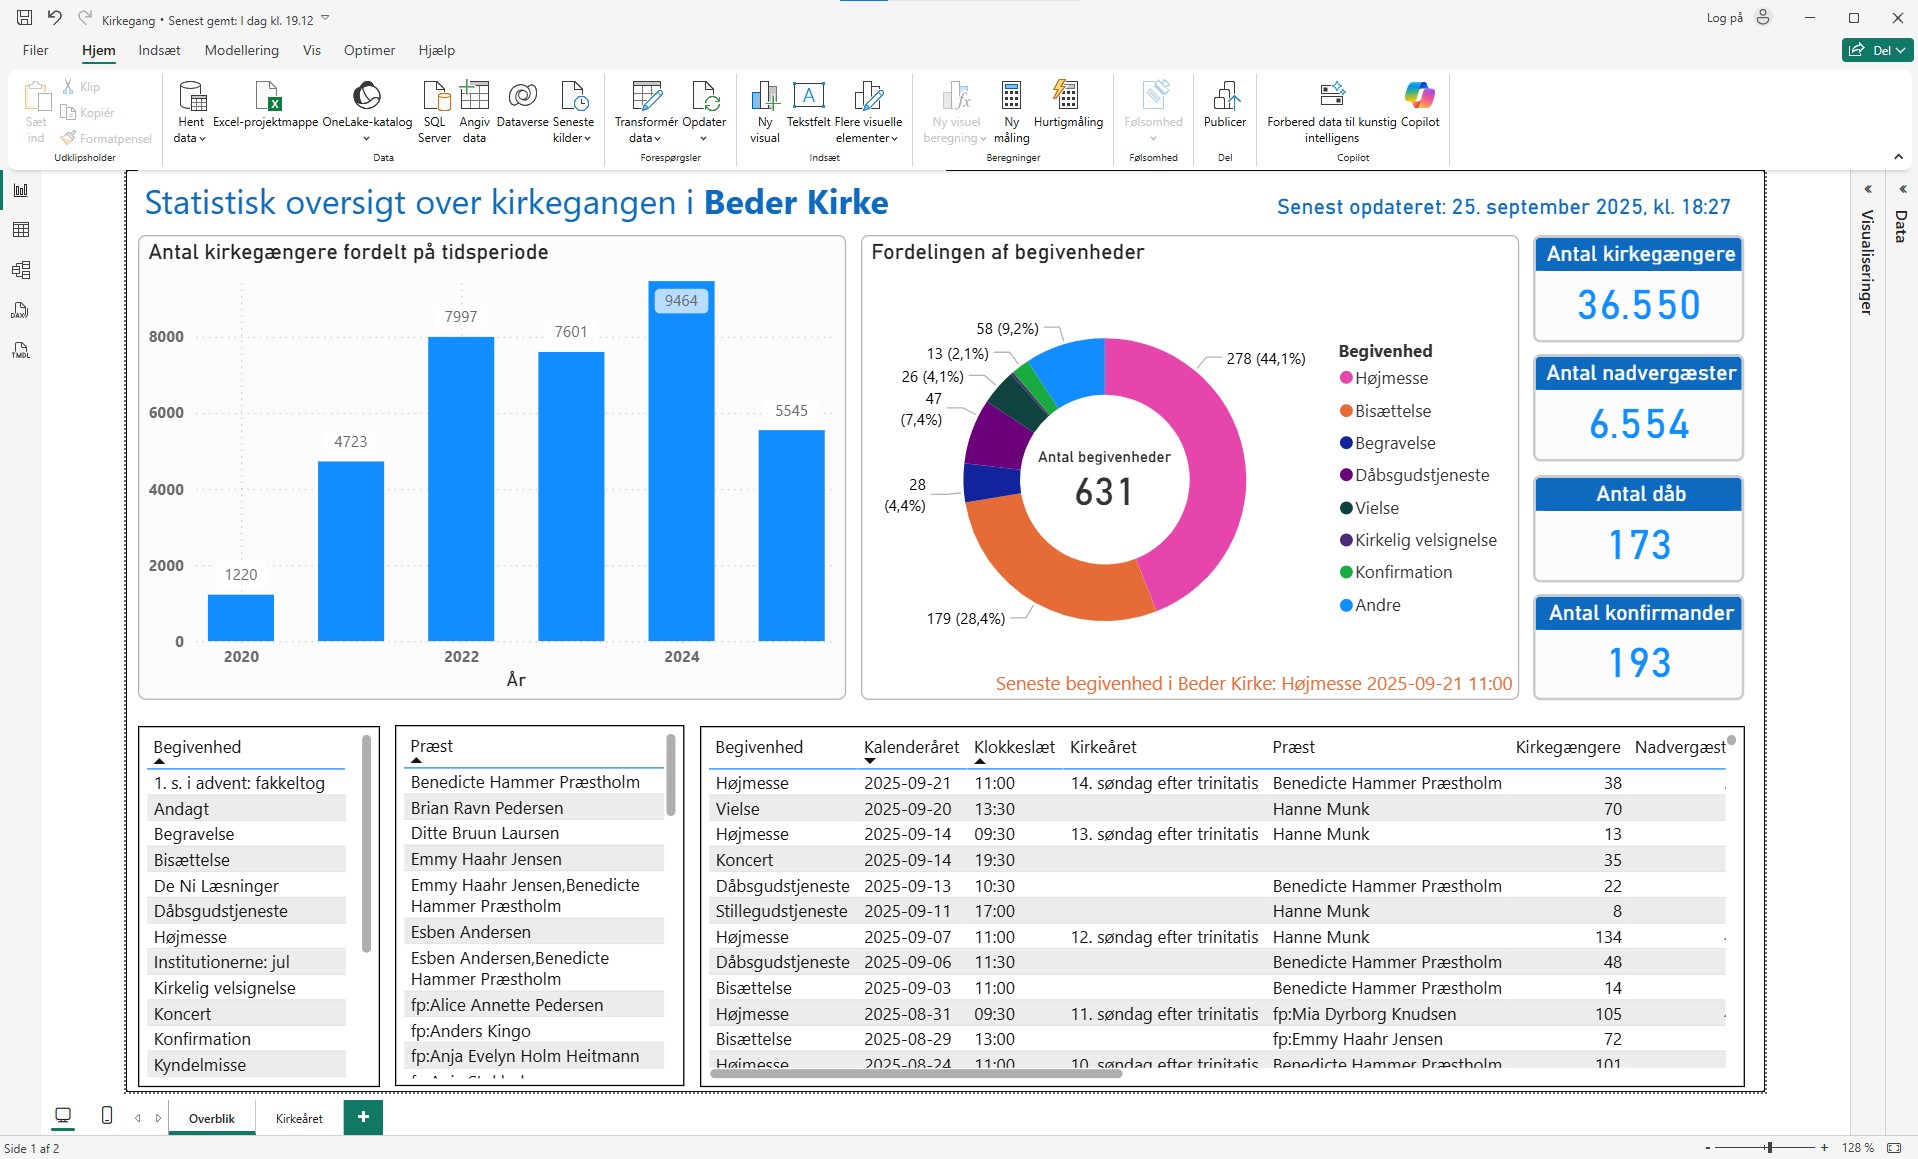 Kirkegang • Senest gemt: I dag kl. 19.12
Log på
Filer Hjem Indsæt Modellering Vis Optimer Hjælp
Del
Sæt ind
Klip
Kopiér
Formatpensel
Udklipsholder
Hent data
Excel-projektmappe
OneLake-katalog
SQL Server
Angiv data
Dataverse
Seneste kilder
Data
Transformér data
Opdater
Forespørgsler
Ny visual
Tekstfelt
Flere visuelle elementer
Indsæt
Ny visuel beregning
Ny måling
Hurtigmåling
Beregninger
Følsomhed
Følsomhed
Publicer
Del
Forbered data til kunstig intelligens
Copilot
Copilot
DAX
TMDL
Statistisk oversigt over kirkegangen i Beder Kirke
Senest opdateret: 25. september 2025, kl. 18:27
Visualiseringer
Data
Antal kirkegængere fordelt på tidsperiode
8000
6000
4000
2000
0
1220
4723
7997
7601
9464
5545
2020 2022 2024
År
Fordelingen af begivenheder
58 (9,2%)
13 (2,1%)
26 (4,1%)
47 (7,4%)
28 (4,4%)
179 (28,4%)
278 (44,1%)
Antal begivenheder
631
Begivenhed
Højmesse
Bisættelse
Begravelse
Dåbsgudstjeneste
Vielse
Kirkelig velsignelse
Konfirmation
Andre
Seneste begivenhed i Beder Kirke: Højmesse 2025-09-21 11:00
Antal kirkegængere
36.550
Antal nadvergæster
6.554
Antal dåb
173
Antal konfirmander
193
Begivenhed
1. s. i advent: fakkeltog
Andagt
Begravelse
Bisættelse
De Ni Læsninger
Dåbsgudstjeneste
Højmesse
Institutionerne: jul
Kirkelig velsignelse
Koncert
Konfirmation
Kyndelmisse
Præst
Benedicte Hammer Præstholm
Brian Ravn Pedersen
Ditte Bruun Laursen
Emmy Haahr Jensen
Emmy Haahr Jensen,Benedicte
Hammer Præstholm
Esben Andersen
Esben Andersen,Benedicte
Hammer Præstholm
fp:Alice Annette Pedersen
fp:Anders Kingo
fp:Anja Evelyn Holm Heitmann
Begivenhed Kalenderåret Klokkeslæt Kirkeåret Præst Kirkegængere Nadvergæst
Højmesse 2025-09-21 11:00 14. søndag efter trinitatis Benedicte Hammer Præstholm 38
Vielse 2025-09-20 13:30 Hanne Munk 70
Højmesse 2025-09-14 09:30 13. søndag efter trinitatis Hanne Munk 13
Koncert 2025-09-14 19:30 35
Dåbsgudstjeneste 2025-09-13 10:30 Benedicte Hammer Præstholm 22
Stillegudstjeneste 2025-09-11 17:00 Hanne Munk 8
Højmesse 2025-09-07 11:00 12. søndag efter trinitatis Hanne Munk 134
Dåbsgudstjeneste 2025-09-06 11:30 Benedicte Hammer Præstholm 48
Bisættelse 2025-09-03 11:00 Benedicte Hammer Præstholm 14
Højmesse 2025-08-31 09:30 11. søndag efter trinitatis fp:Mia Dyrborg Knudsen 105
Bisættelse 2025-08-29 13:00 fp:Emmy Haahr Jensen 72
Højmesse 2025-08-24 11:00 10. søndag efter trinitatis Benedicte Hammer Præstholm 101
Overblik Kirkeåret +
Side 1 af 2
- + 128 %